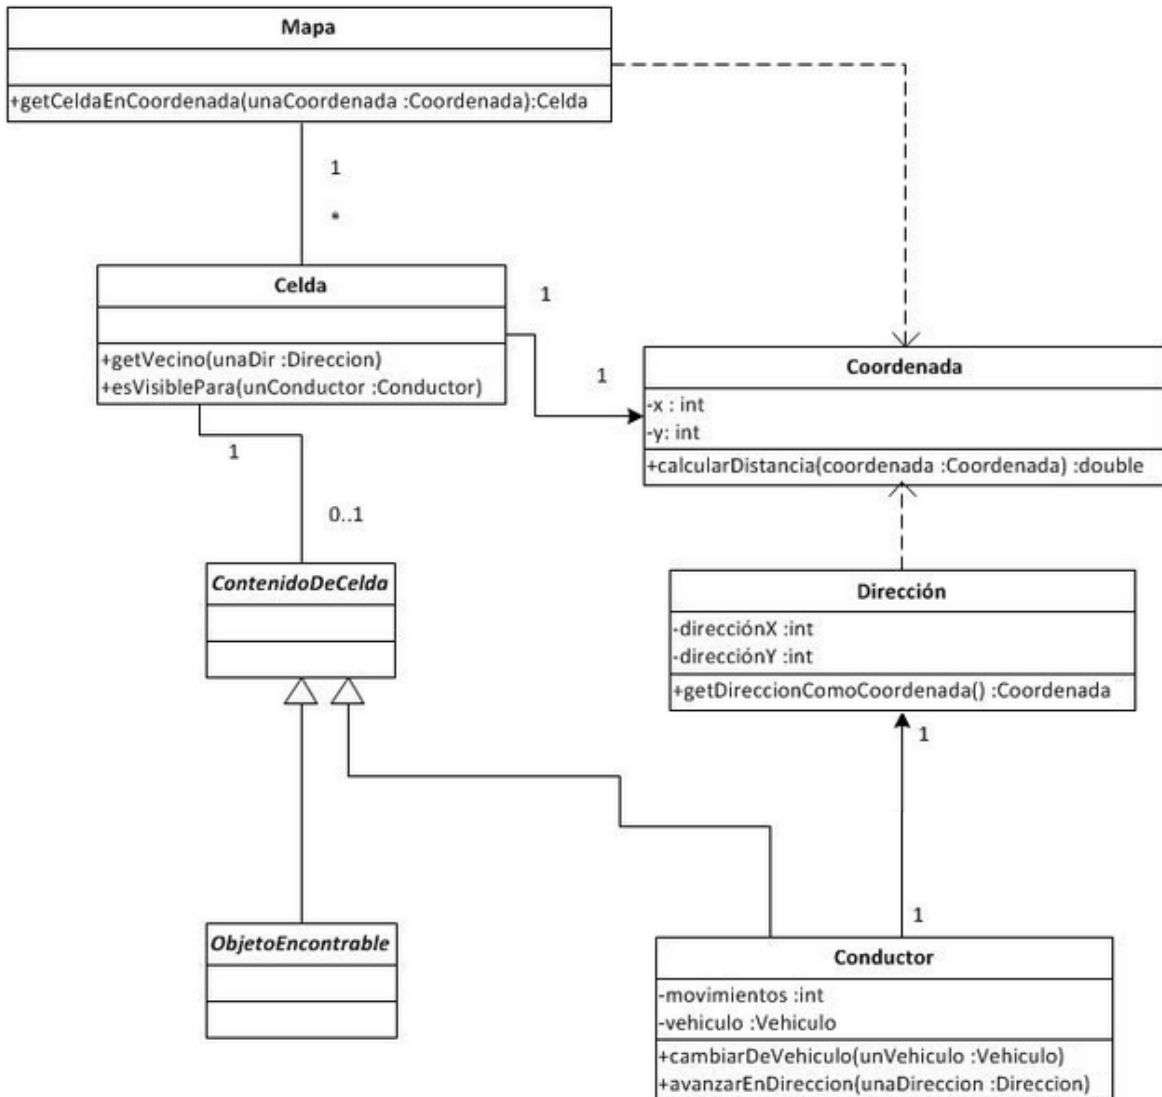 Mapa
+getCeldaEnCoordenada(unaCoordenada :Coordenada):Celda
1
*
Celda
+getVecino(unaDir :Direccion)
+esVisiblePara(unConductor :Conductor)
1
1
Coordenada
-x : int
-y: int
+calcularDistancia(coordenada :Coordenada) :double
1
0..1
ContenidoDeCelda
Dirección
-direcciónX :int
-direcciónY :int
+getDireccionComoCoordenada() :Coordenada
1
1
ObjetoEncontrable
Conductor
-movimientos :int
-vehiculo :Vehiculo
+cambiarDeVehiculo(unVehiculo :Vehiculo)
+avanzarEnDireccion(unaDireccion :Direccion)